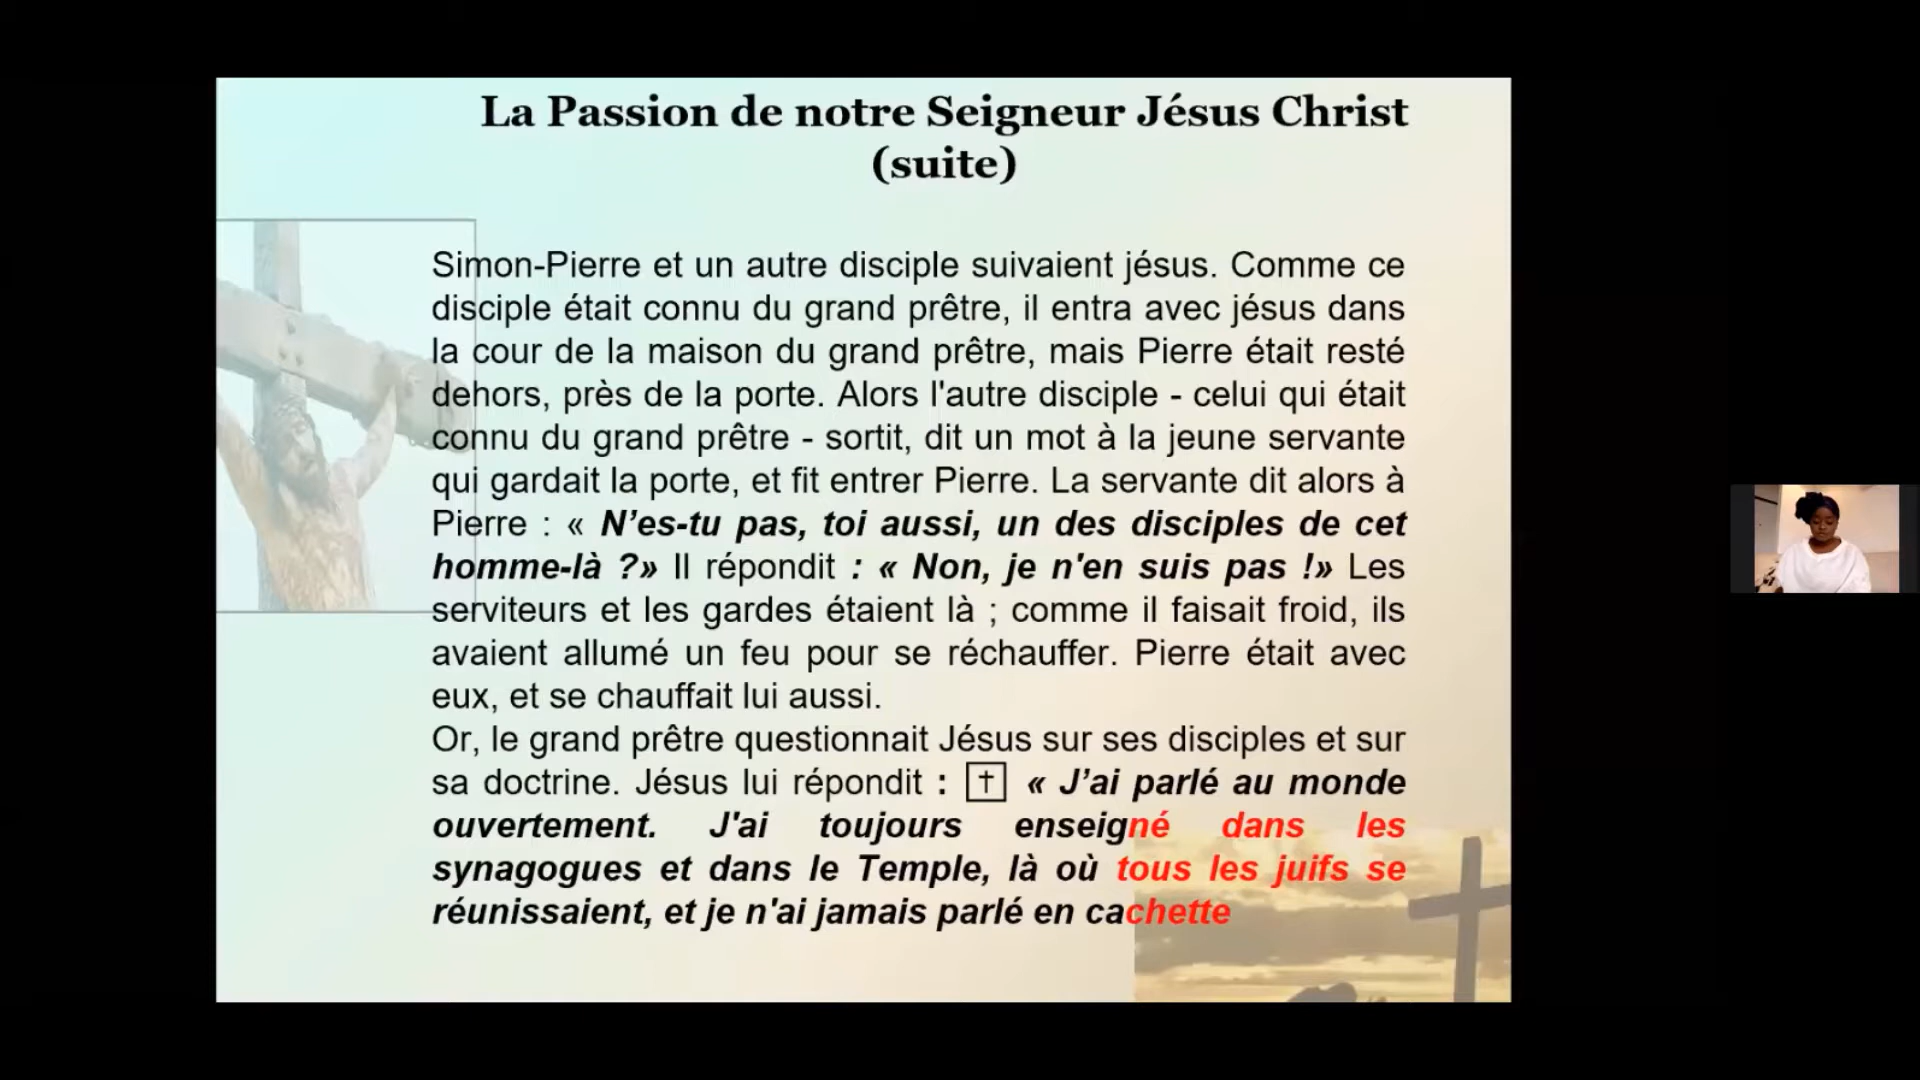 La Passion de notre Seigneur Jésus Christ
(suite)
Simon-Pierre et un autre disciple suivaient jésus. Comme ce
disciple était connu du grand prêtre, il entra avec jésus dans
la cour de la maison du grand prêtre, mais Pierre était resté
dehors, près de la porte. Alors l'autre disciple - celui qui était
connu du grand prêtre - sortit, dit un mot à la jeune servante
qui gardait la porte, et fit entrer Pierre. La servante dit alors à
Pierre : « N’es-tu pas, toi aussi, un des disciples de cet
homme-là ?» Il répondit : « Non, je n'en suis pas !» Les
serviteurs et les gardes étaient là ; comme il faisait froid, ils
avaient allumé un feu pour se réchauffer. Pierre était avec
eux, et se chauffait lui aussi.
Or, le grand prêtre questionnait Jésus sur ses disciples et sur
sa doctrine. Jésus lui répondit : ✝ « J’ai parlé au monde
ouvertement. J'ai toujours enseigné dans les
synagogues et dans le Temple, là où tous les juifs se
réunissaient, et je n'ai jamais parlé en cachette